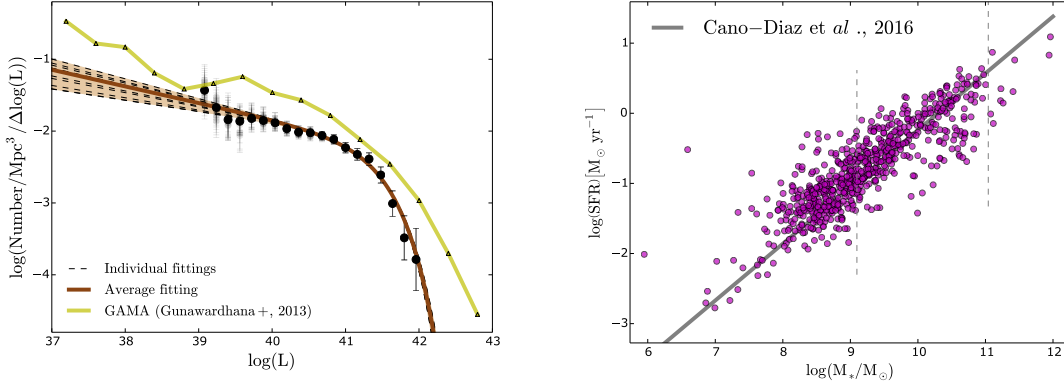 log(Number/Mpc³ /Δlog(L))
−1
−2
−3
−4
Individual fittings
Average fitting
GAMA (Gunawardhana+, 2013)
37 38 39 40 41 42 43
log(L)
log(SFR)[M⊙ yr⁻¹]
Cano−Diaz et al ., 2016
1
0
−1
−2
−3
6 7 8 9 10 11 12
log(M*/M⊙)